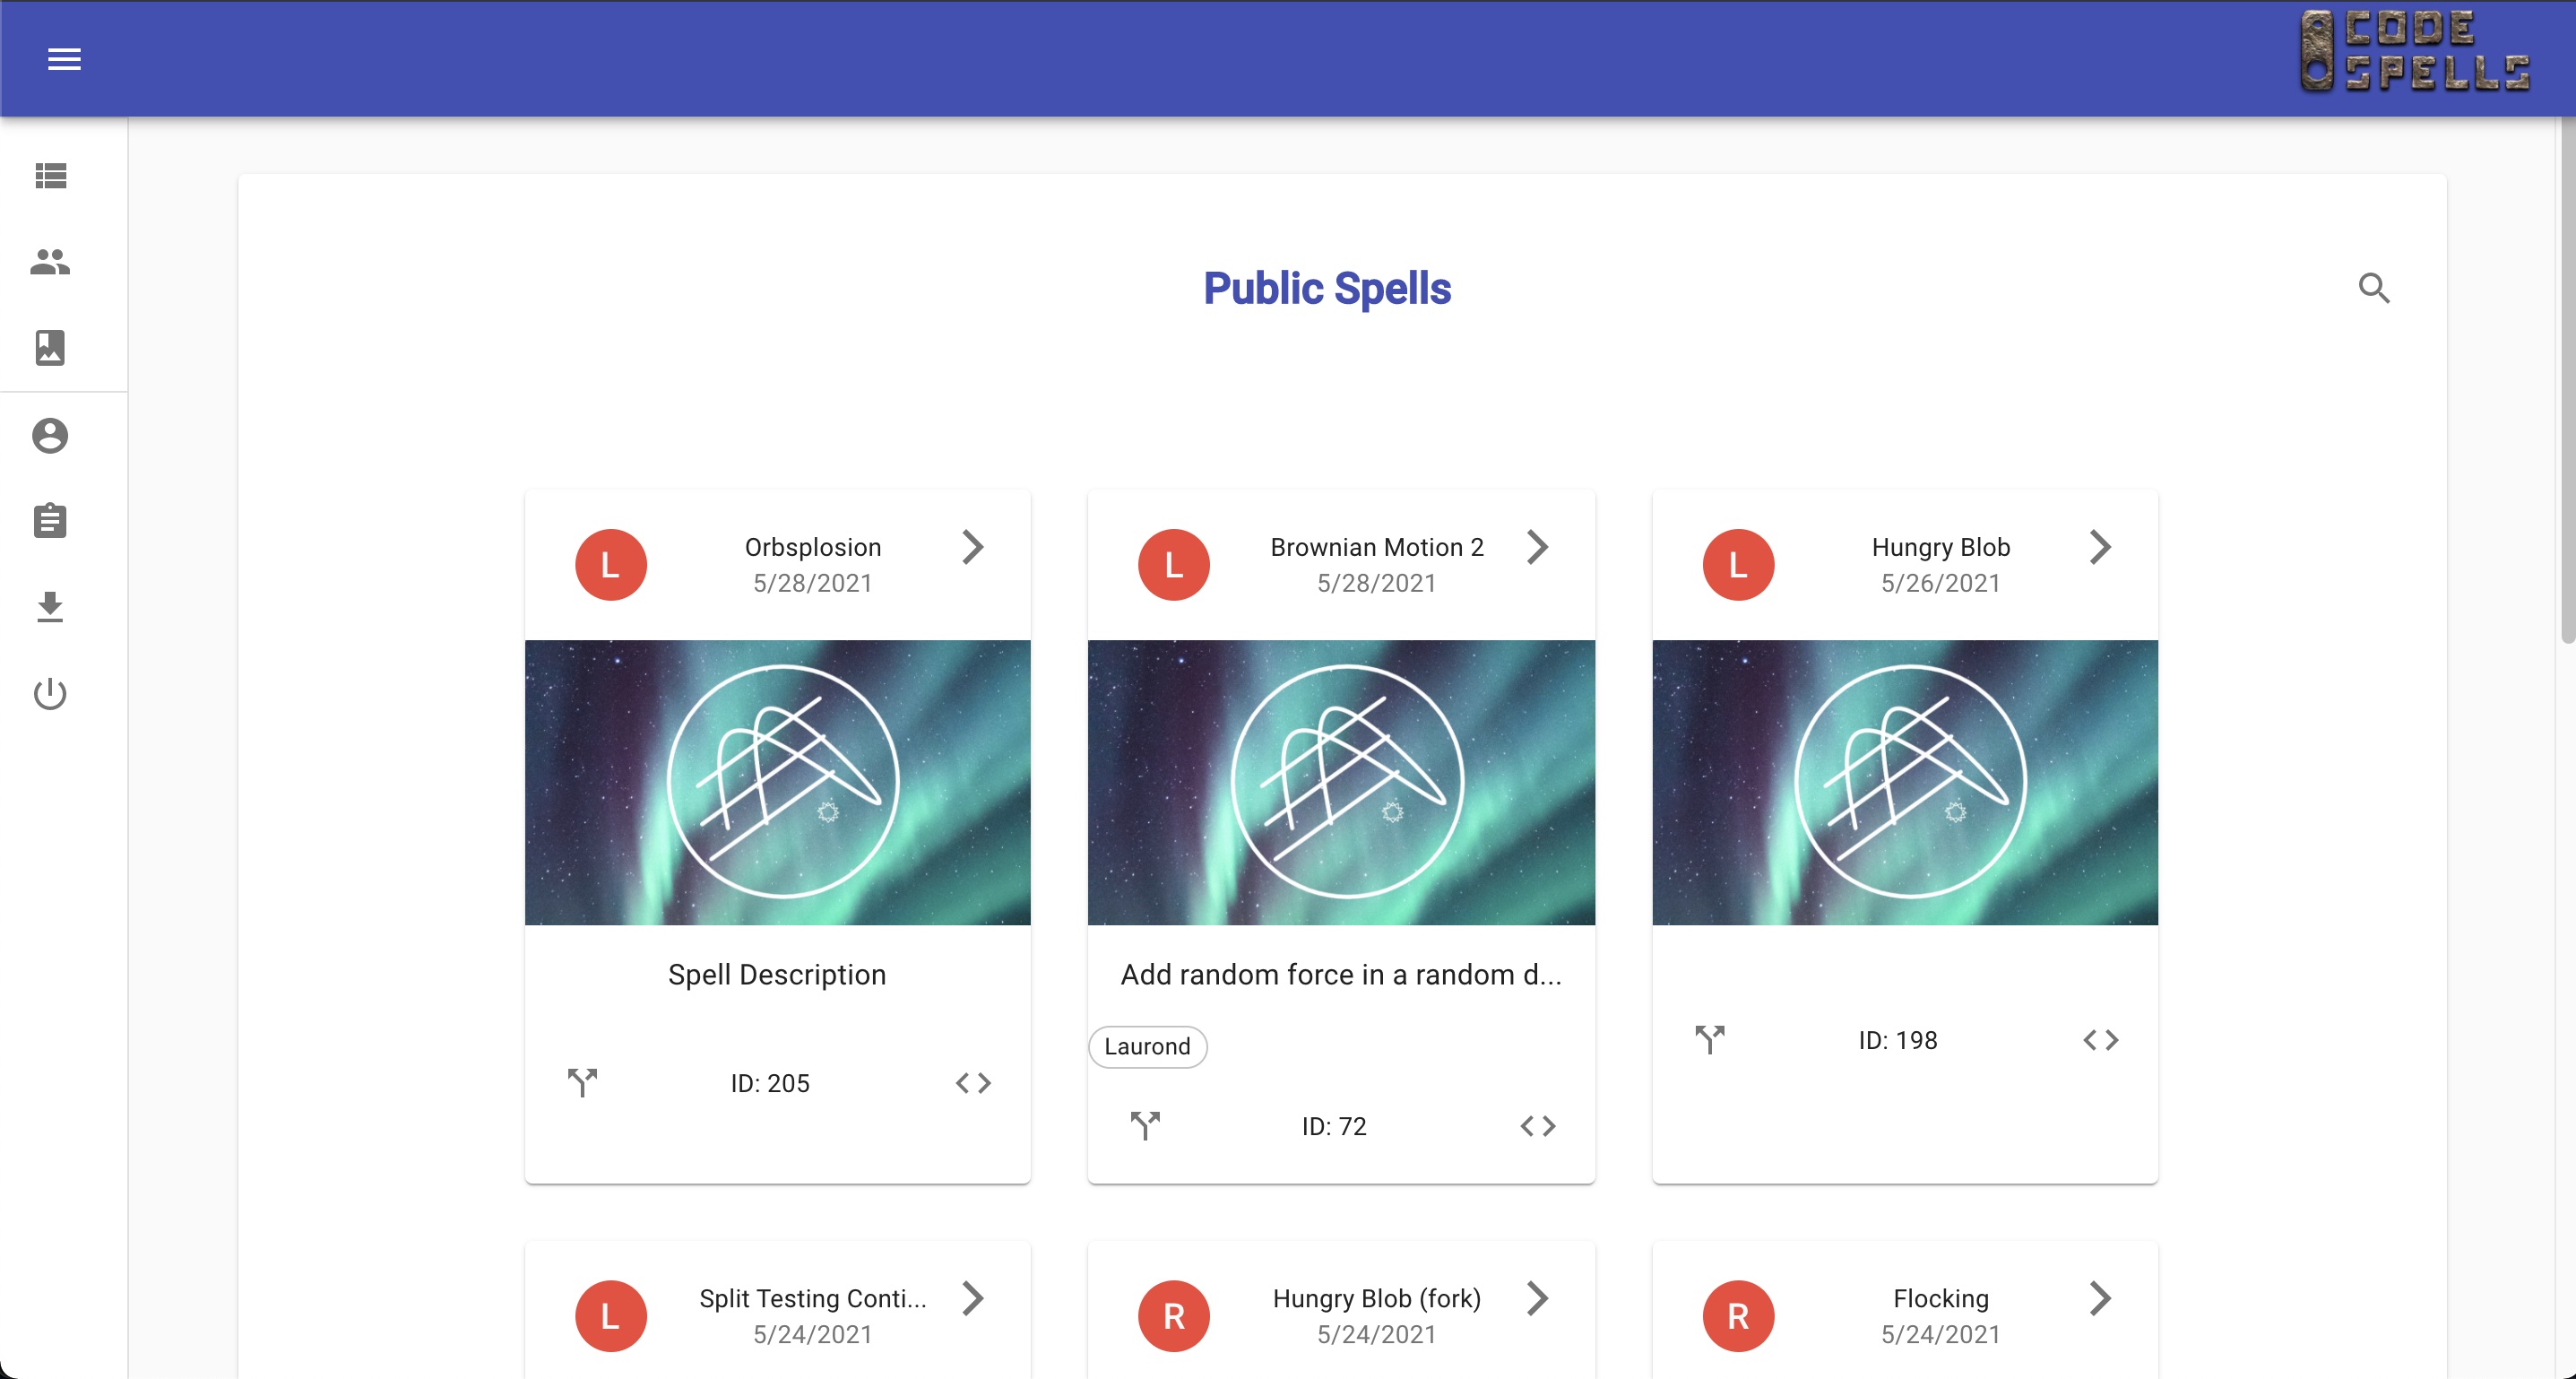 CODE
SPELLS
Public Spells
L
Orbsplosion
5/28/2021
Spell Description
ID: 205
L
Brownian Motion 2
5/28/2021
Add random force in a random d...
Laurond
ID: 72
L
Hungry Blob
5/26/2021
ID: 198
L
Split Testing Conti...
5/24/2021
R
Hungry Blob (fork)
5/24/2021
R
Flocking
5/24/2021